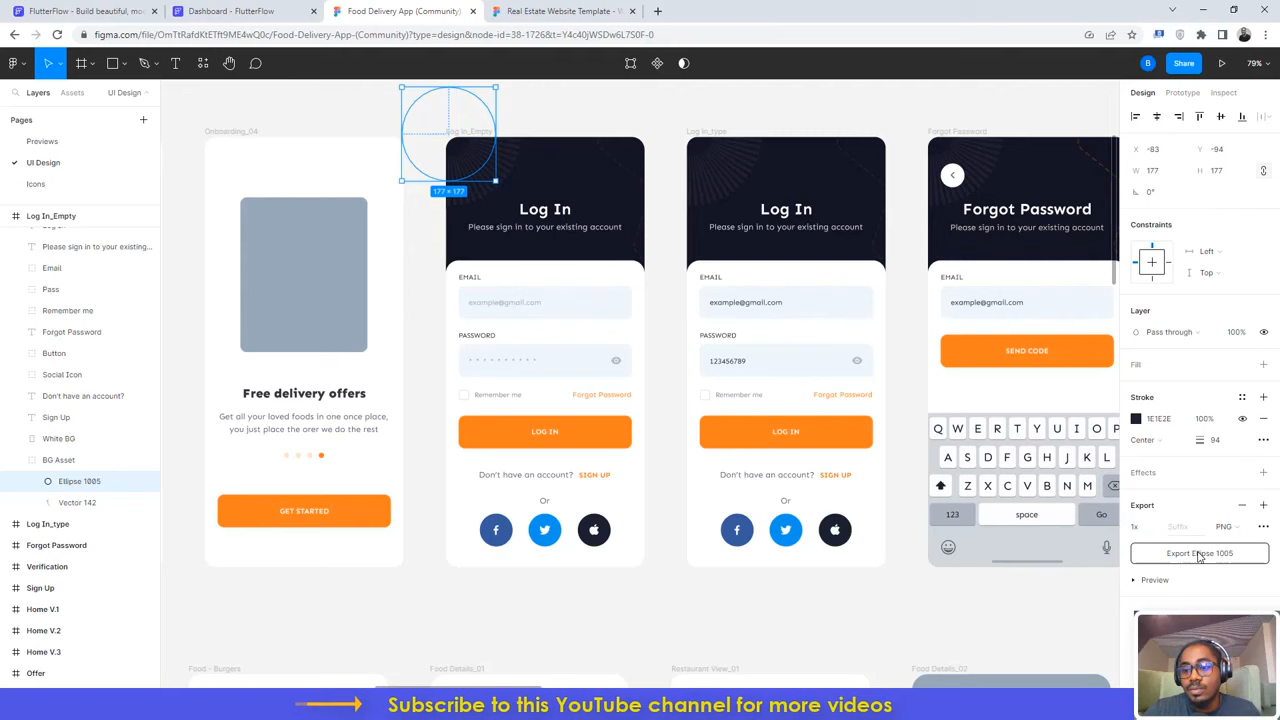 FlutterFlow - Build beautiful, mo
Dashboard - FlutterFlow
Food Delivery App (Community)
Real Estate Website Template - W
figma.com/file/OmTtRafdKtETft9ME4wQ0c/Food-Delivery-App-(Community)?type=design&node-id=38-1726&t=Y4c40jWSDw6L7S0F-0
B
Share
79%
Layers
Assets
UI Design
Pages
Previews
UI Design
Icons
Log In_Empty
Please sign in to your existing...
Email
Pass
Remember me
Forgot Password
Button
Social Icon
Don't have an account?
Sign Up
White BG
BG Asset
Ellipse 1005
Vector 142
Log In_type
Forgot Password
Verification
Sign Up
Home V.1
Home V.2
Home V.3
Offer
Onboarding_04
Free delivery offers
Get all your loved foods in one once place,
you just place the orer we do the rest
GET STARTED
Log In_Empty
177 × 177
Log In
Please sign in to your existing account
EMAIL
example@gmail.com
PASSWORD
Remember me
Forgot Password
LOG IN
Don't have an account? SIGN UP
Or
Log In_type
Log In
Please sign in to your existing account
EMAIL
example@gmail.com
PASSWORD
123456789
Remember me
Forgot Password
LOG IN
Don't have an account? SIGN UP
Or
Forgot Password
Forgot Password
Please sign in to your existing account
EMAIL
example@gmail.com
SEND CODE
Q W E R T Y U I O P
A S D F G H J K L
Z X C V B N M
123
space
Go
Food - Burgers
Food Details_01
Restaurant View_01
Food Details_02
Design
Prototype
Inspect
X -83
Y -94
W 177
H 177
0°
Constraints
Left
Top
Layer
Pass through
100%
Fill
Stroke
1E1E2E
100%
Center
94
Effects
Export
1x
Suffix
PNG
Export Ellipse 1005
Preview
Subscribe to this YouTube channel for more videos